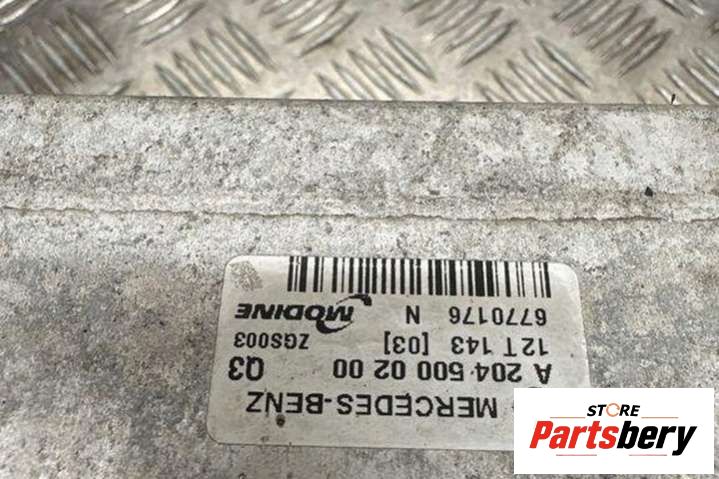 MERCEDES-BENZ
A 204 500 02 00 Q3
12T 143 [03] ZGS003
6770176 N MODINE
STORE
Partsbery